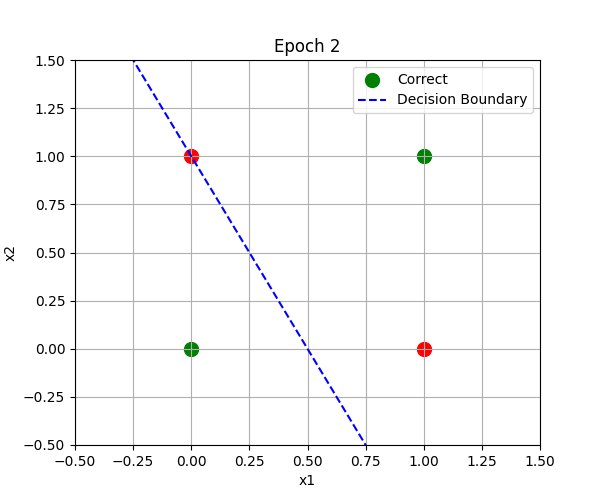 Epoch 2
Correct
Decision Boundary
x2
1.50
1.25
1.00
0.75
0.50
0.25
0.00
−0.25
−0.50
−0.50 −0.25 0.00 0.25 0.50 0.75 1.00 1.25 1.50
x1